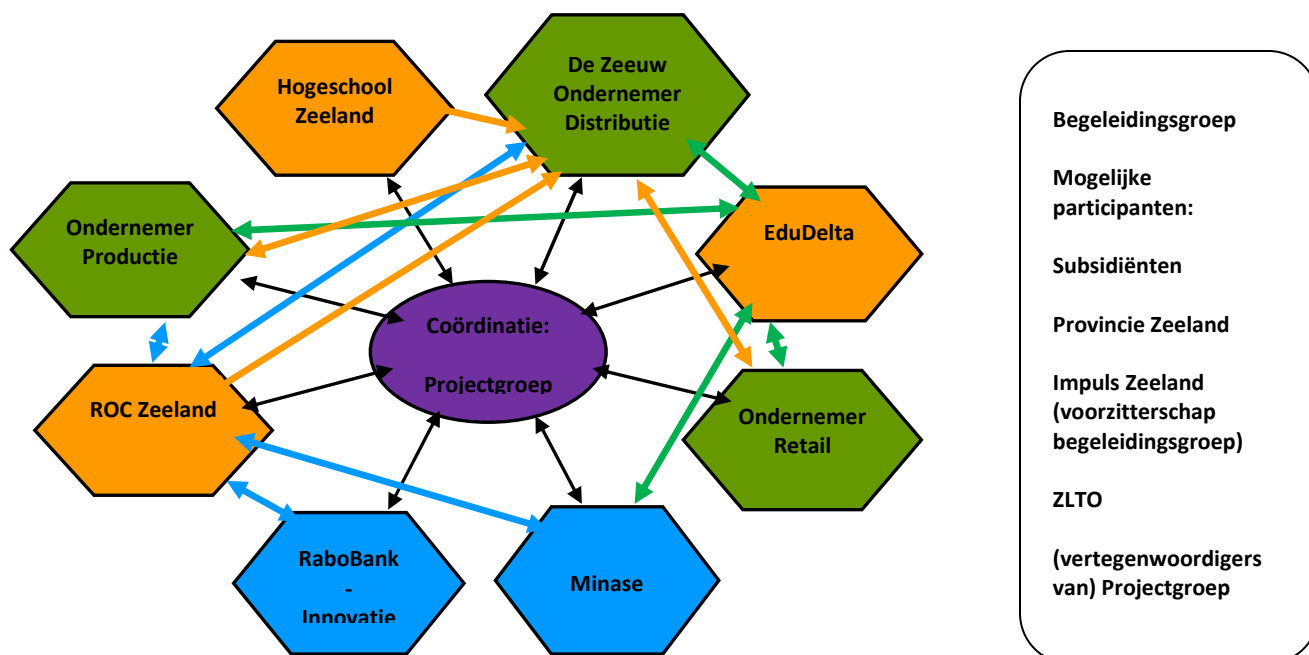 Hogeschool
Zeeland
De Zeeuw
Ondernemer
Distributie
Ondernemer
Productie
EduDelta
Coördinatie:
Projectgroep
ROC Zeeland
Ondernemer
Retail
RaboBank
-
Innovatie
Minase
Begeleidingsgroep
Mogelijke
participanten:
Subsidiënten
Provincie Zeeland
Impuls Zeeland
(voorzitterschap
begeleidingsgroep)
ZLTO
(vertegenwoordigers
van) Projectgroep